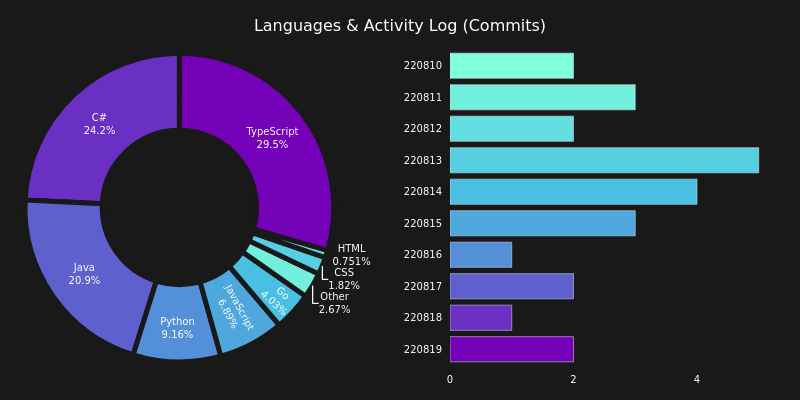 Languages & Activity Log (Commits)
C#
24.2%
TypeScript
29.5%
Java
20.9%
Python
9.16%
JavaScript
6.89%
Go
4.03%
HTML
0.751%
CSS
1.82%
Other
2.67%
220810
220811
220812
220813
220814
220815
220816
220817
220818
220819
0
2
4